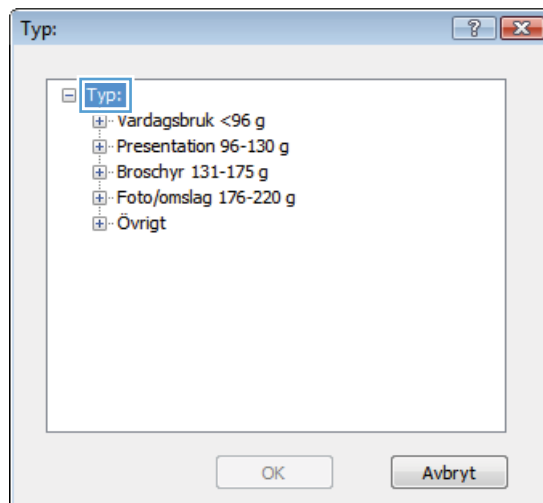 Typ:
Typ:
Vardagsbruk <96 g
Presentation 96-130 g
Broschyr 131-175 g
Foto/omslag 176-220 g
Övrigt
OK
Avbryt